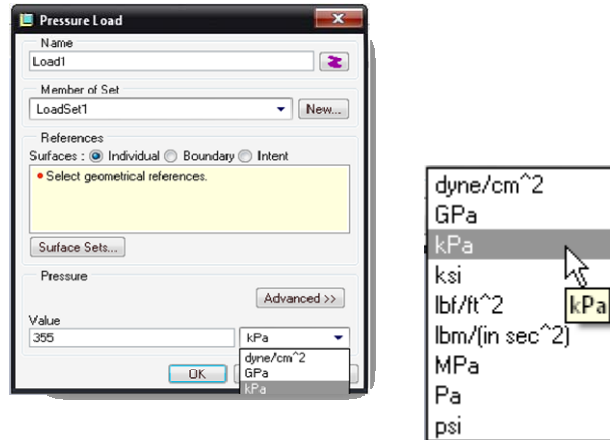 Pressure Load
Name
Load1
Member of Set
LoadSet1
New...
References
Surfaces : Individual Boundary Intent
Select geometrical references.
Surface Sets...
Pressure
Advanced >>
Value
355
kPa
dyne/cm^2
GPa
kPa
OK
dyne/cm^2
GPa
kPa
ksi
lbf/ft^2
kPa
lbm/(in sec^2)
MPa
Pa
psi